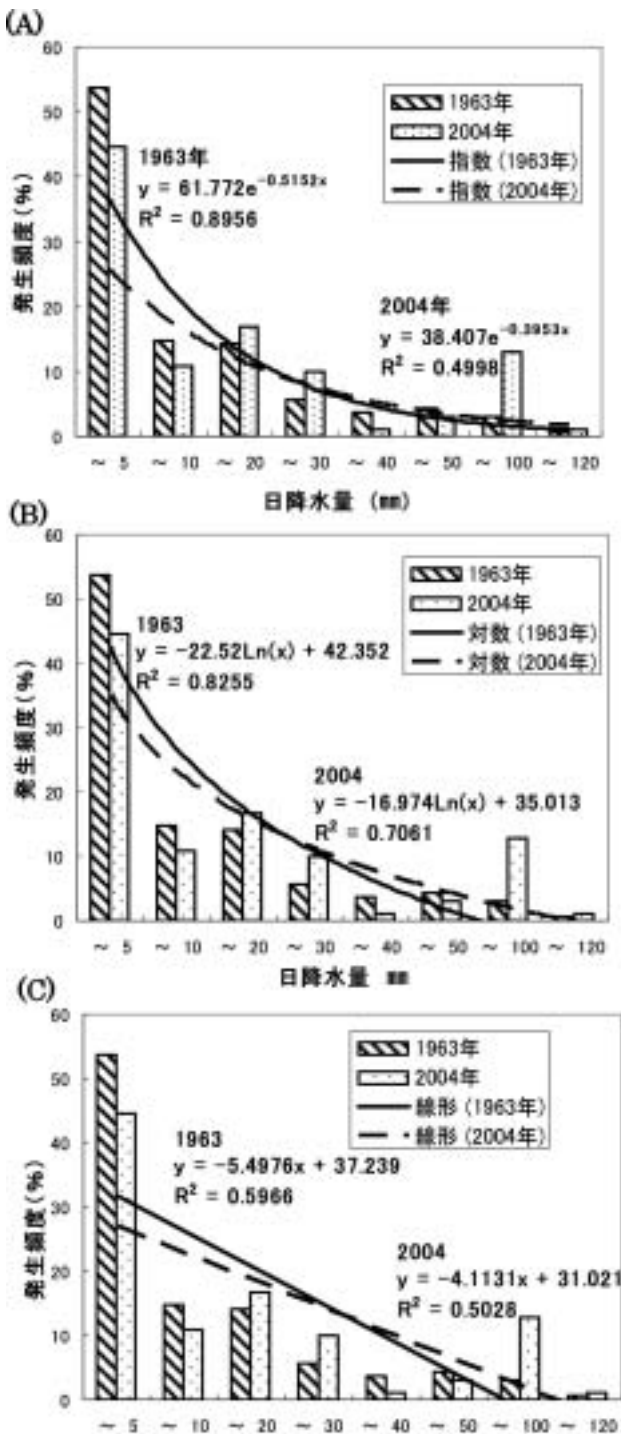 (A)
60
50
40
30
20
10
0
発生頻度(%)
1963年
2004年
指数(1963年)
指数(2004年)
1963年
y = 61.772e^-0.5152x
R² = 0.8956
2004年
y = 38.407e^-0.3953x
R² = 0.4998
~ 5 ~ 10 ~ 20 ~ 30 ~ 40 ~ 50 ~ 100 ~ 120
日降水量 (mm)
(B)
60
50
40
30
20
10
0
発生頻度(%)
1963年
2004年
対数(1963年)
対数(2004年)
1963
y = -22.52Ln(x) + 42.352
R² = 0.8255
2004
y = -16.974Ln(x) + 35.013
R² = 0.7061
~ 5 ~ 10 ~ 20 ~ 30 ~ 40 ~ 50 ~ 100 ~ 120
日降水量 mm
(C)
60
50
40
30
20
10
0
発生頻度(%)
1963年
2004年
線形(1963年)
線形(2004年)
1963
y = -5.4976x + 37.239
R² = 0.5966
2004
y = -4.1131x + 31.021
R² = 0.5028
~ 5 ~ 10 ~ 20 ~ 30 ~ 40 ~ 50 ~ 100 ~ 120